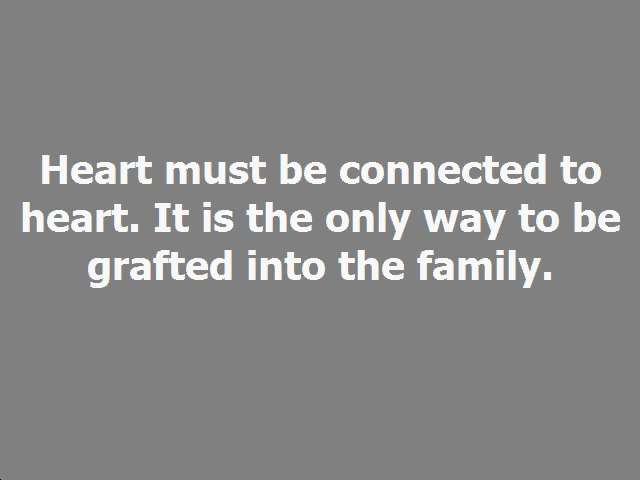 Heart must be connected to
heart. It is the only way to be
grafted into the family.